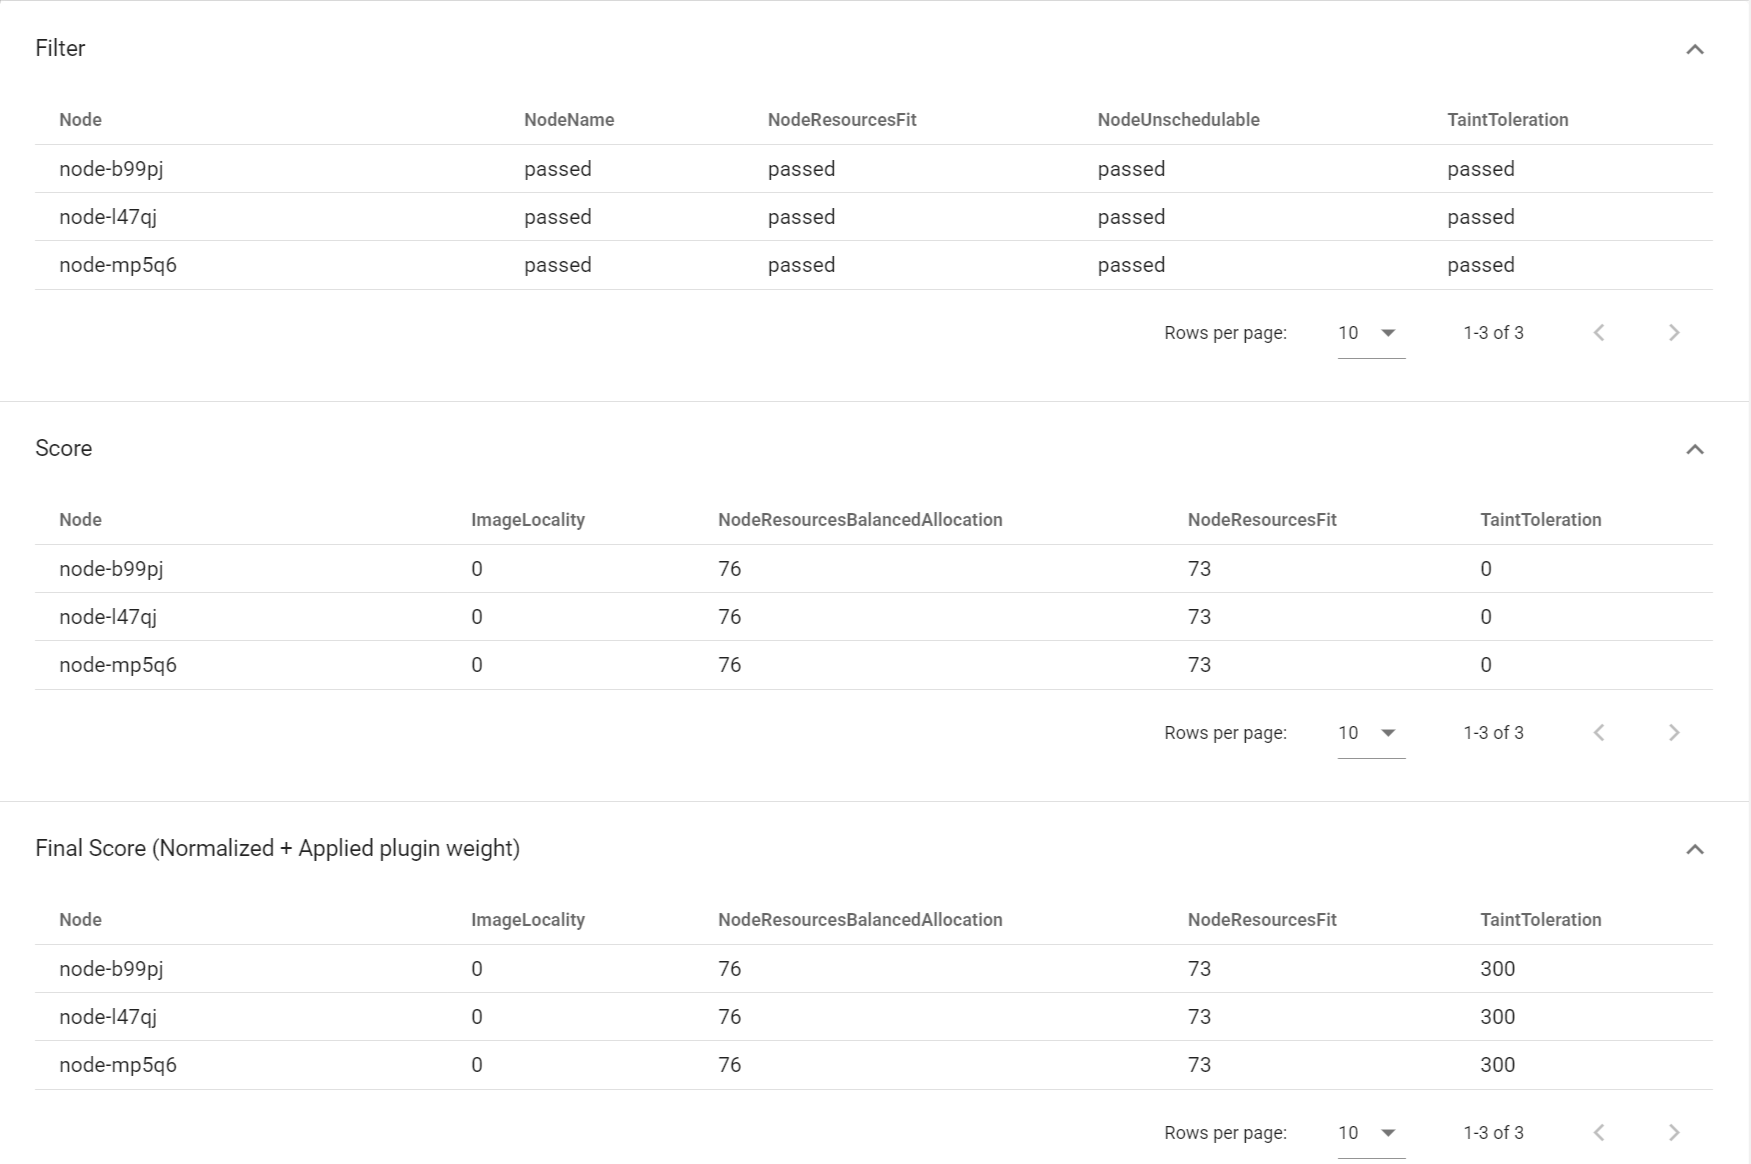 Filter
Node NodeName NodeResourcesFit NodeUnschedulable TaintToleration
node-b99pj passed passed passed passed
node-l47qj passed passed passed passed
node-mp5q6 passed passed passed passed
Rows per page: 10 1-3 of 3
Score
Node ImageLocality NodeResourcesBalancedAllocation NodeResourcesFit TaintToleration
node-b99pj 0 76 73 0
node-l47qj 0 76 73 0
node-mp5q6 0 76 73 0
Rows per page: 10 1-3 of 3
Final Score (Normalized + Applied plugin weight)
Node ImageLocality NodeResourcesBalancedAllocation NodeResourcesFit TaintToleration
node-b99pj 0 76 73 300
node-l47qj 0 76 73 300
node-mp5q6 0 76 73 300
Rows per page: 10 1-3 of 3